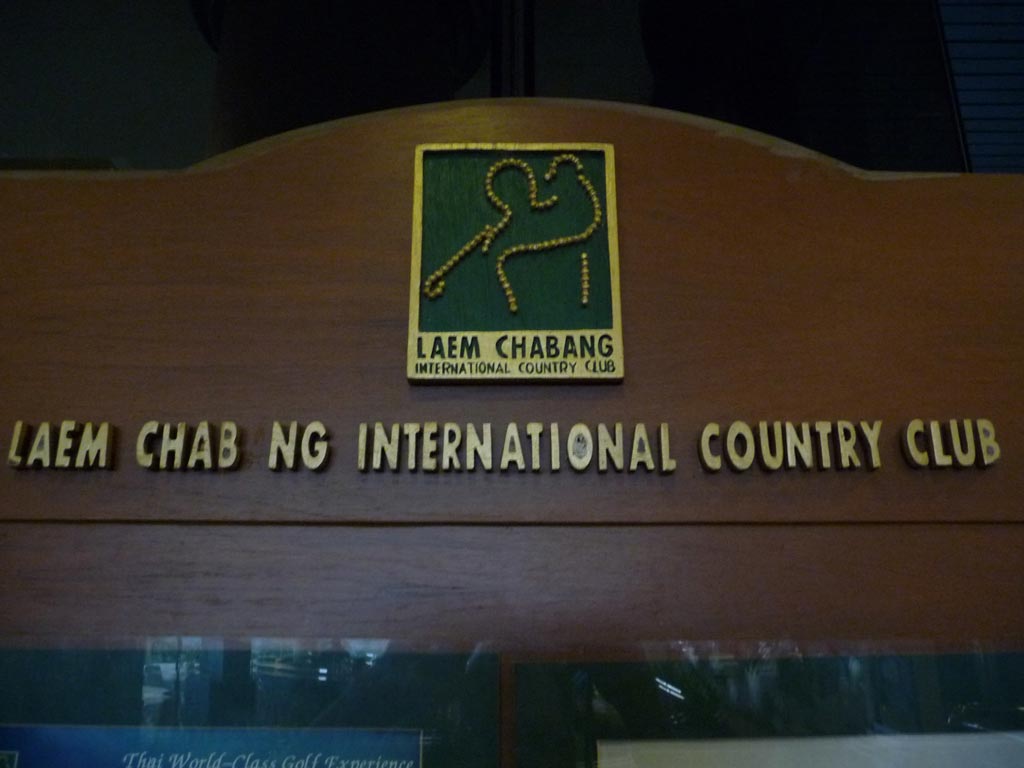 LAEM CHABANG
INTERNATIONAL COUNTRY CLUB
LAEM CHAB NG INTERNATIONAL COUNTRY CLUB
Thai World-Class Golf Experience